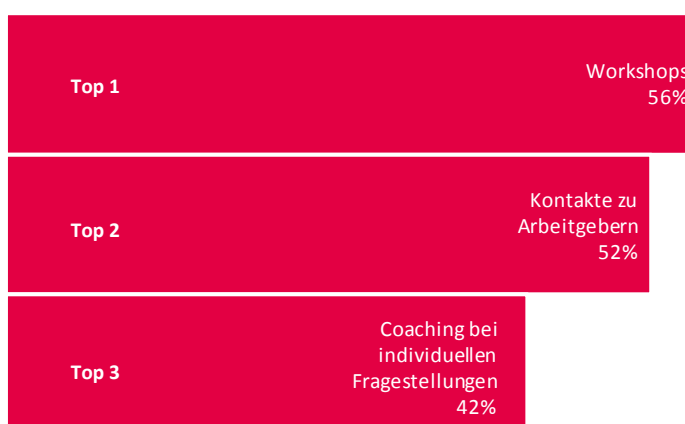 Top 1
Workshops
56%
Top 2
Kontakte zu
Arbeitgebern
52%
Top 3
Coaching bei
individuellen
Fragestellungen
42%